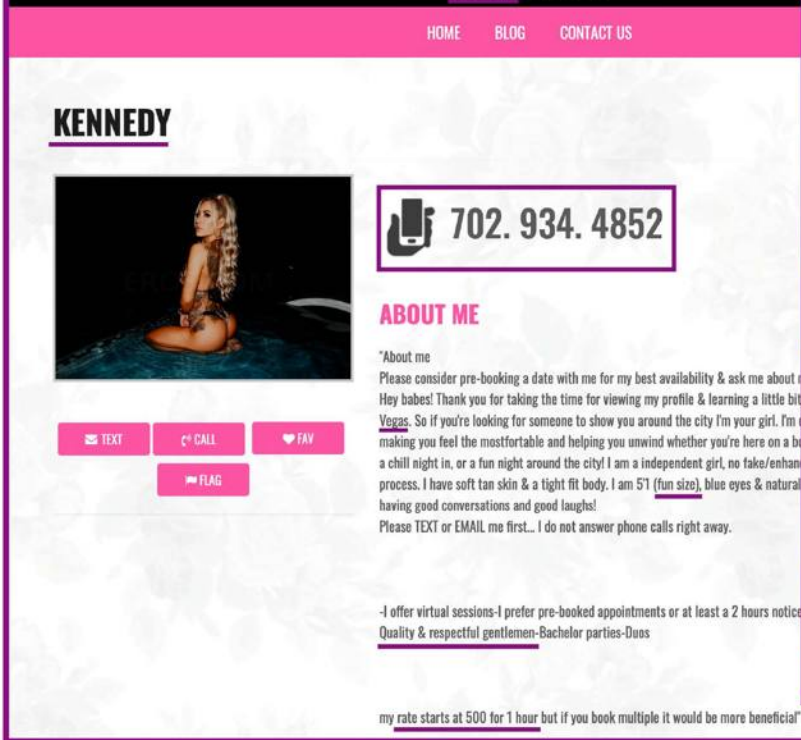 HOME BLOG CONTACT US
KENNEDY
702. 934. 4852
ABOUT ME
"About me
Please consider pre-booking a date with me for my best availability & ask me about
Hey babes! Thank you for taking the time for viewing my profile & learning a little bit
Vegas. So if you're looking for someone to show you around the city I'm your girl. I'm
making you feel the mostfortable and helping you unwind whether you're here on a
a chill night in, or a fun night around the city! I am a independent girl, no fake/enhan
process. I have soft tan skin & a tight fit body. I am 5'1 (fun size), blue eyes & natural
having good conversations and good laughs!
Please TEXT or EMAIL me first... I do not answer phone calls right away.
TEXT CALL FAV
FLAG
-I offer virtual sessions-I prefer pre-booked appointments or at least a 2 hours notice
Quality & respectful gentlemen-Bachelor parties-Duos
my rate starts at 500 for 1 hour but if you book multiple it would be more beneficial"